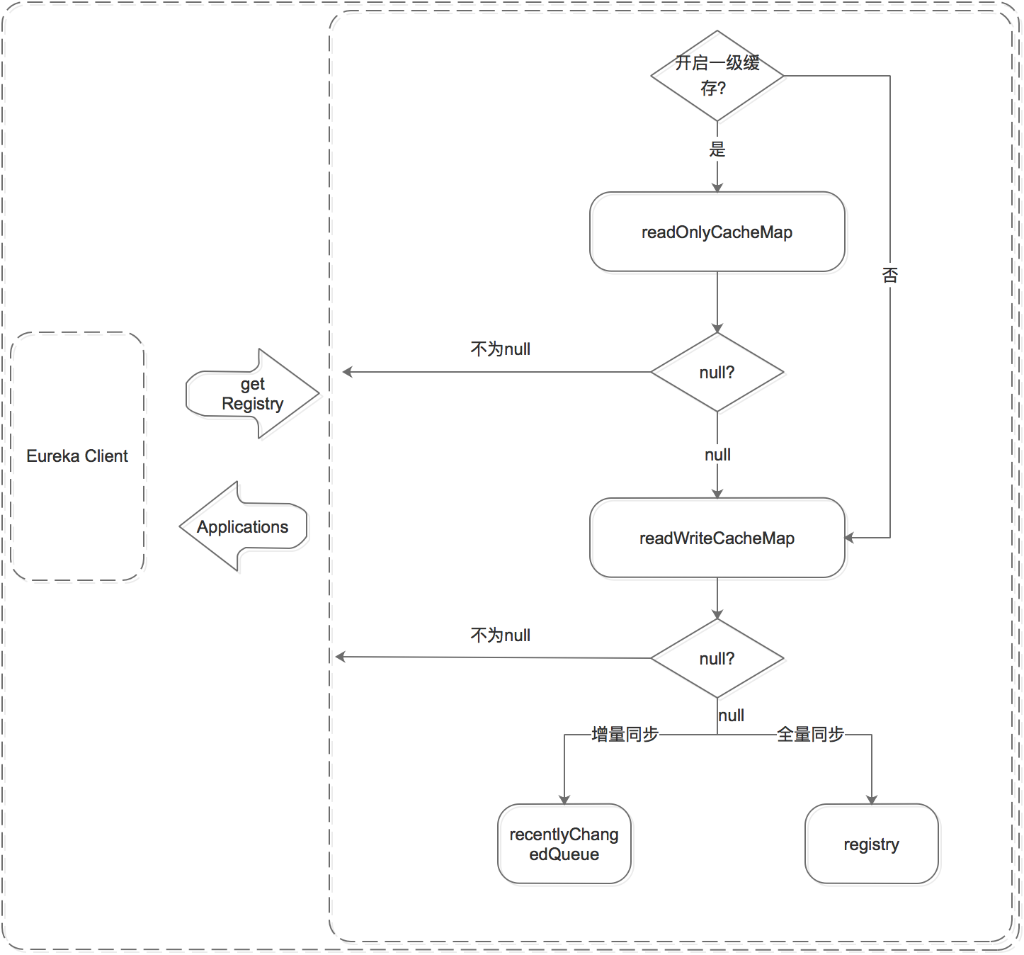 开启一级缓
存?
是
readOnlyCacheMap
否
不为null
null?
get
Registry
null
Eureka Client
Applications
readWriteCacheMap
不为null
null?
null
增量同步
全量同步
recentlyChang
edQueue
registry